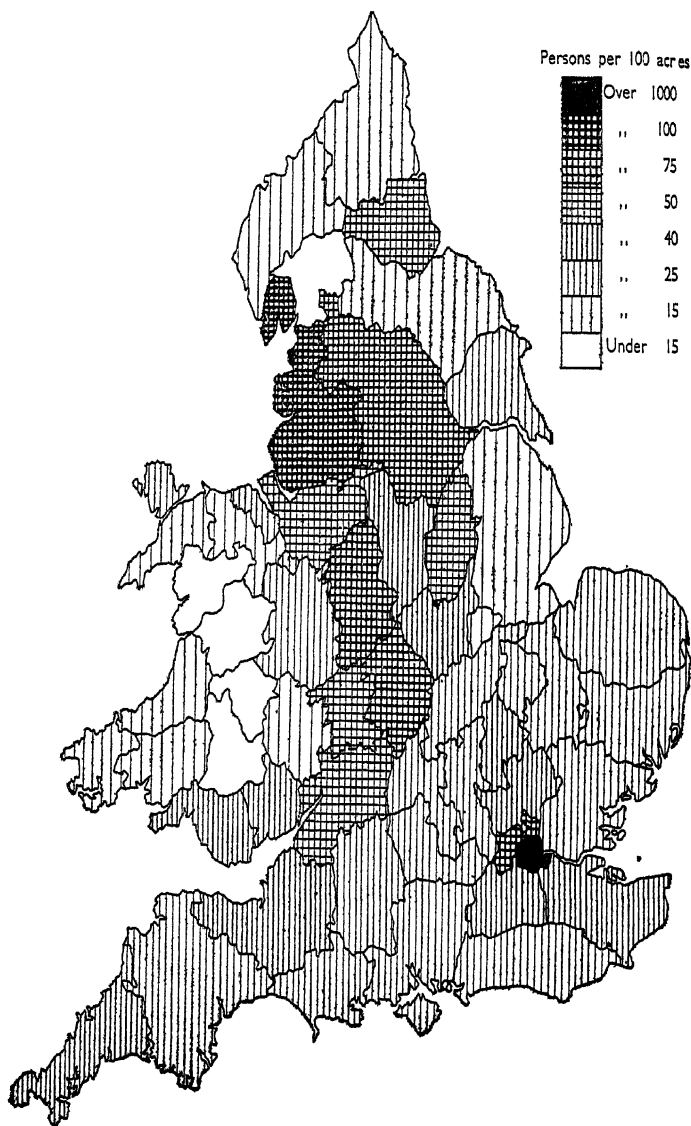 Persons per 100 acres
Over 1000
,, 100
,, 75
,, 50
,, 40
,, 25
,, 15
Under 15